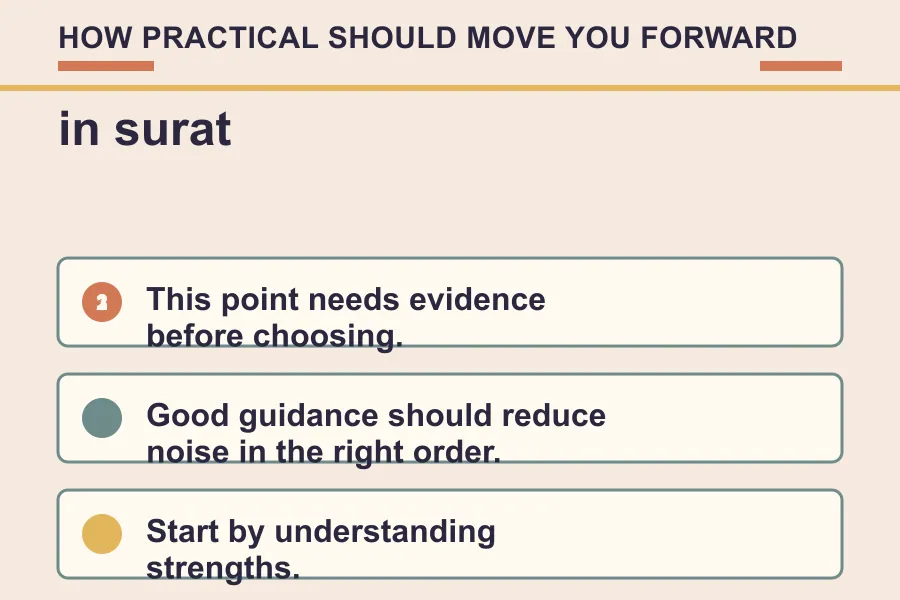 HOW PRACTICAL SHOULD MOVE YOU FORWARD
in surat
This point needs evidence
before choosing.
Good guidance should reduce
noise in the right order.
Start by understanding
strengths.